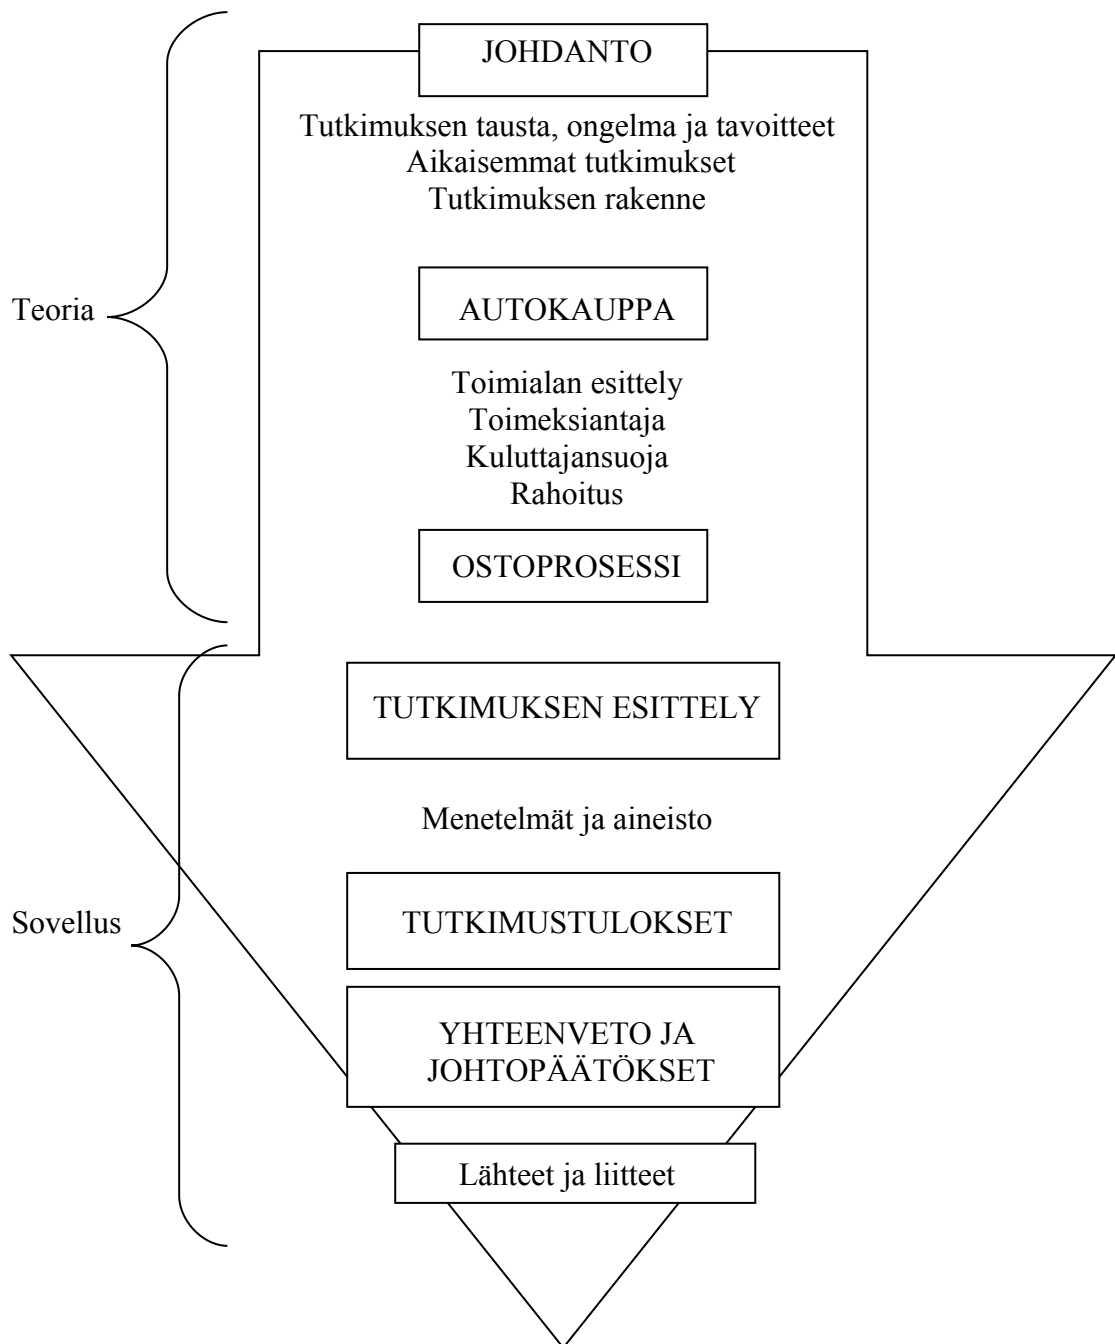 JOHDANTO
Tutkimuksen tausta, ongelma ja tavoitteet
Aikaisemmat tutkimukset
Tutkimuksen rakenne
Teoria
AUTOKAUPPA
Toimialan esittely
Toimeksiantaja
Kuluttajansuoja
Rahoitus
OSTOPROSESSI
TUTKIMUKSEN ESITTELY
Menetelmät ja aineisto
Sovellus
TUTKIMUSTULOKSET
YHTEENVETO JA
JOHTOPÄÄTÖKSET
Lähteet ja liitteet